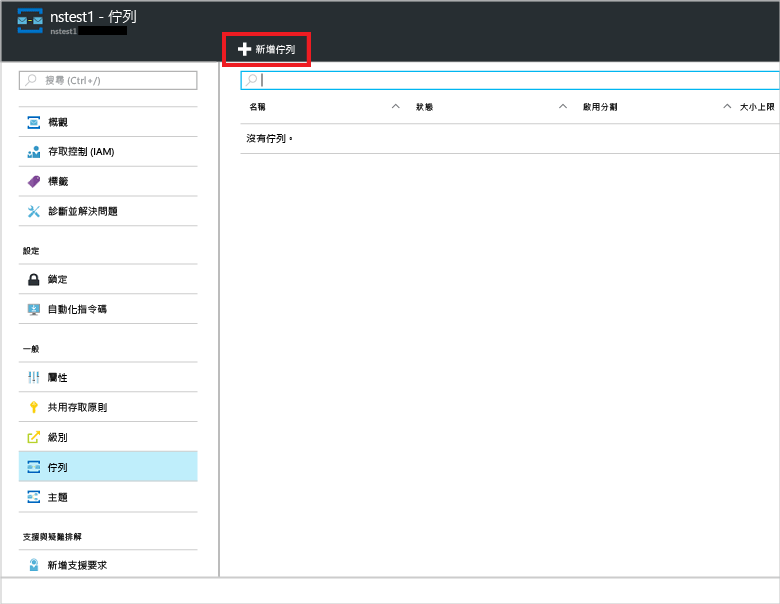 nstest1 - 佇列
nstest1
新增佇列
搜尋 (Ctrl+/)
概觀
存取控制 (IAM)
標籤
診斷並解決問題
設定
鎖定
自動化指令碼
一般
屬性
共用存取原則
級別
佇列
主題
支援與疑難排解
新增支援要求
名稱 狀態 啟用分割 大小上限
沒有佇列。